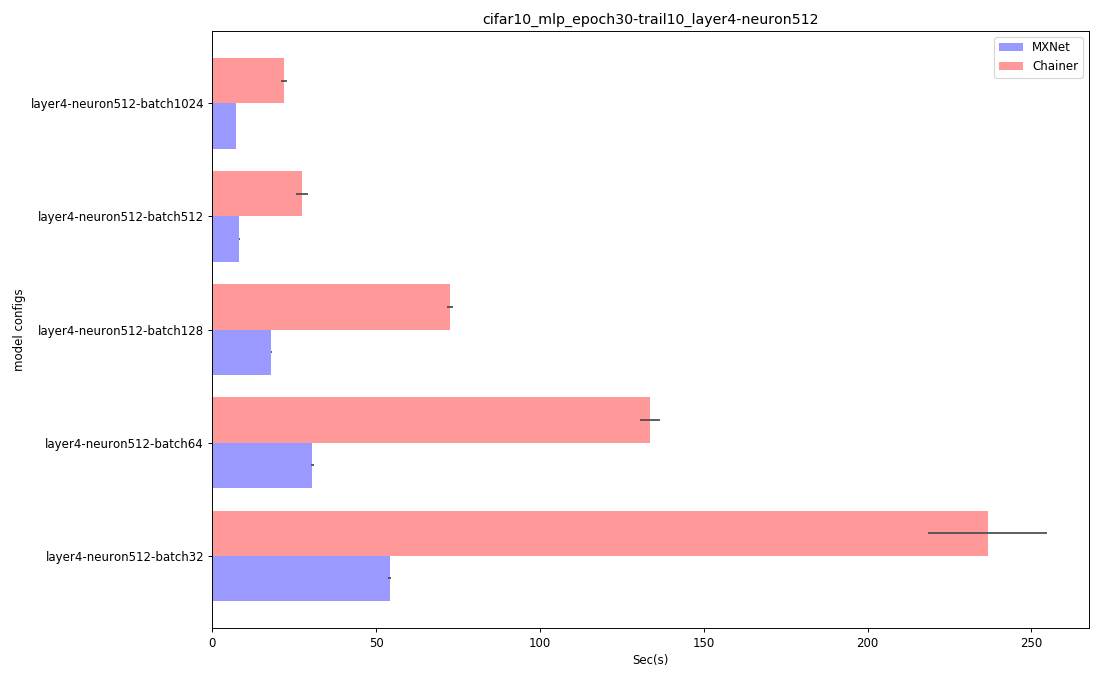 cifar10_mlp_epoch30-trail10_layer4-neuron512
MXNet
Chainer
layer4-neuron512-batch1024
layer4-neuron512-batch512
layer4-neuron512-batch128
layer4-neuron512-batch64
layer4-neuron512-batch32
model configs
0 50 100 150 200 250
Sec(s)